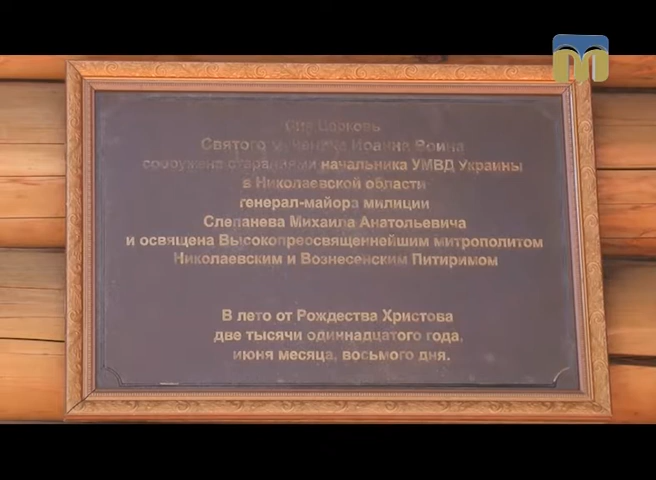 Сия Церковь
Святого мученика Иоанна Воина
сооружена стараниями начальника УМВД Украины
в Николаевской области
генерал-майора милиции
Слепанева Михаила Анатольевича
и освящена Высокопреосвященнейшим митрополитом
Николаевским и Вознесенским Питиримом
В лето от Рождества Христова
две тысячи одиннадцатого года,
июня месяца, восьмого дня.